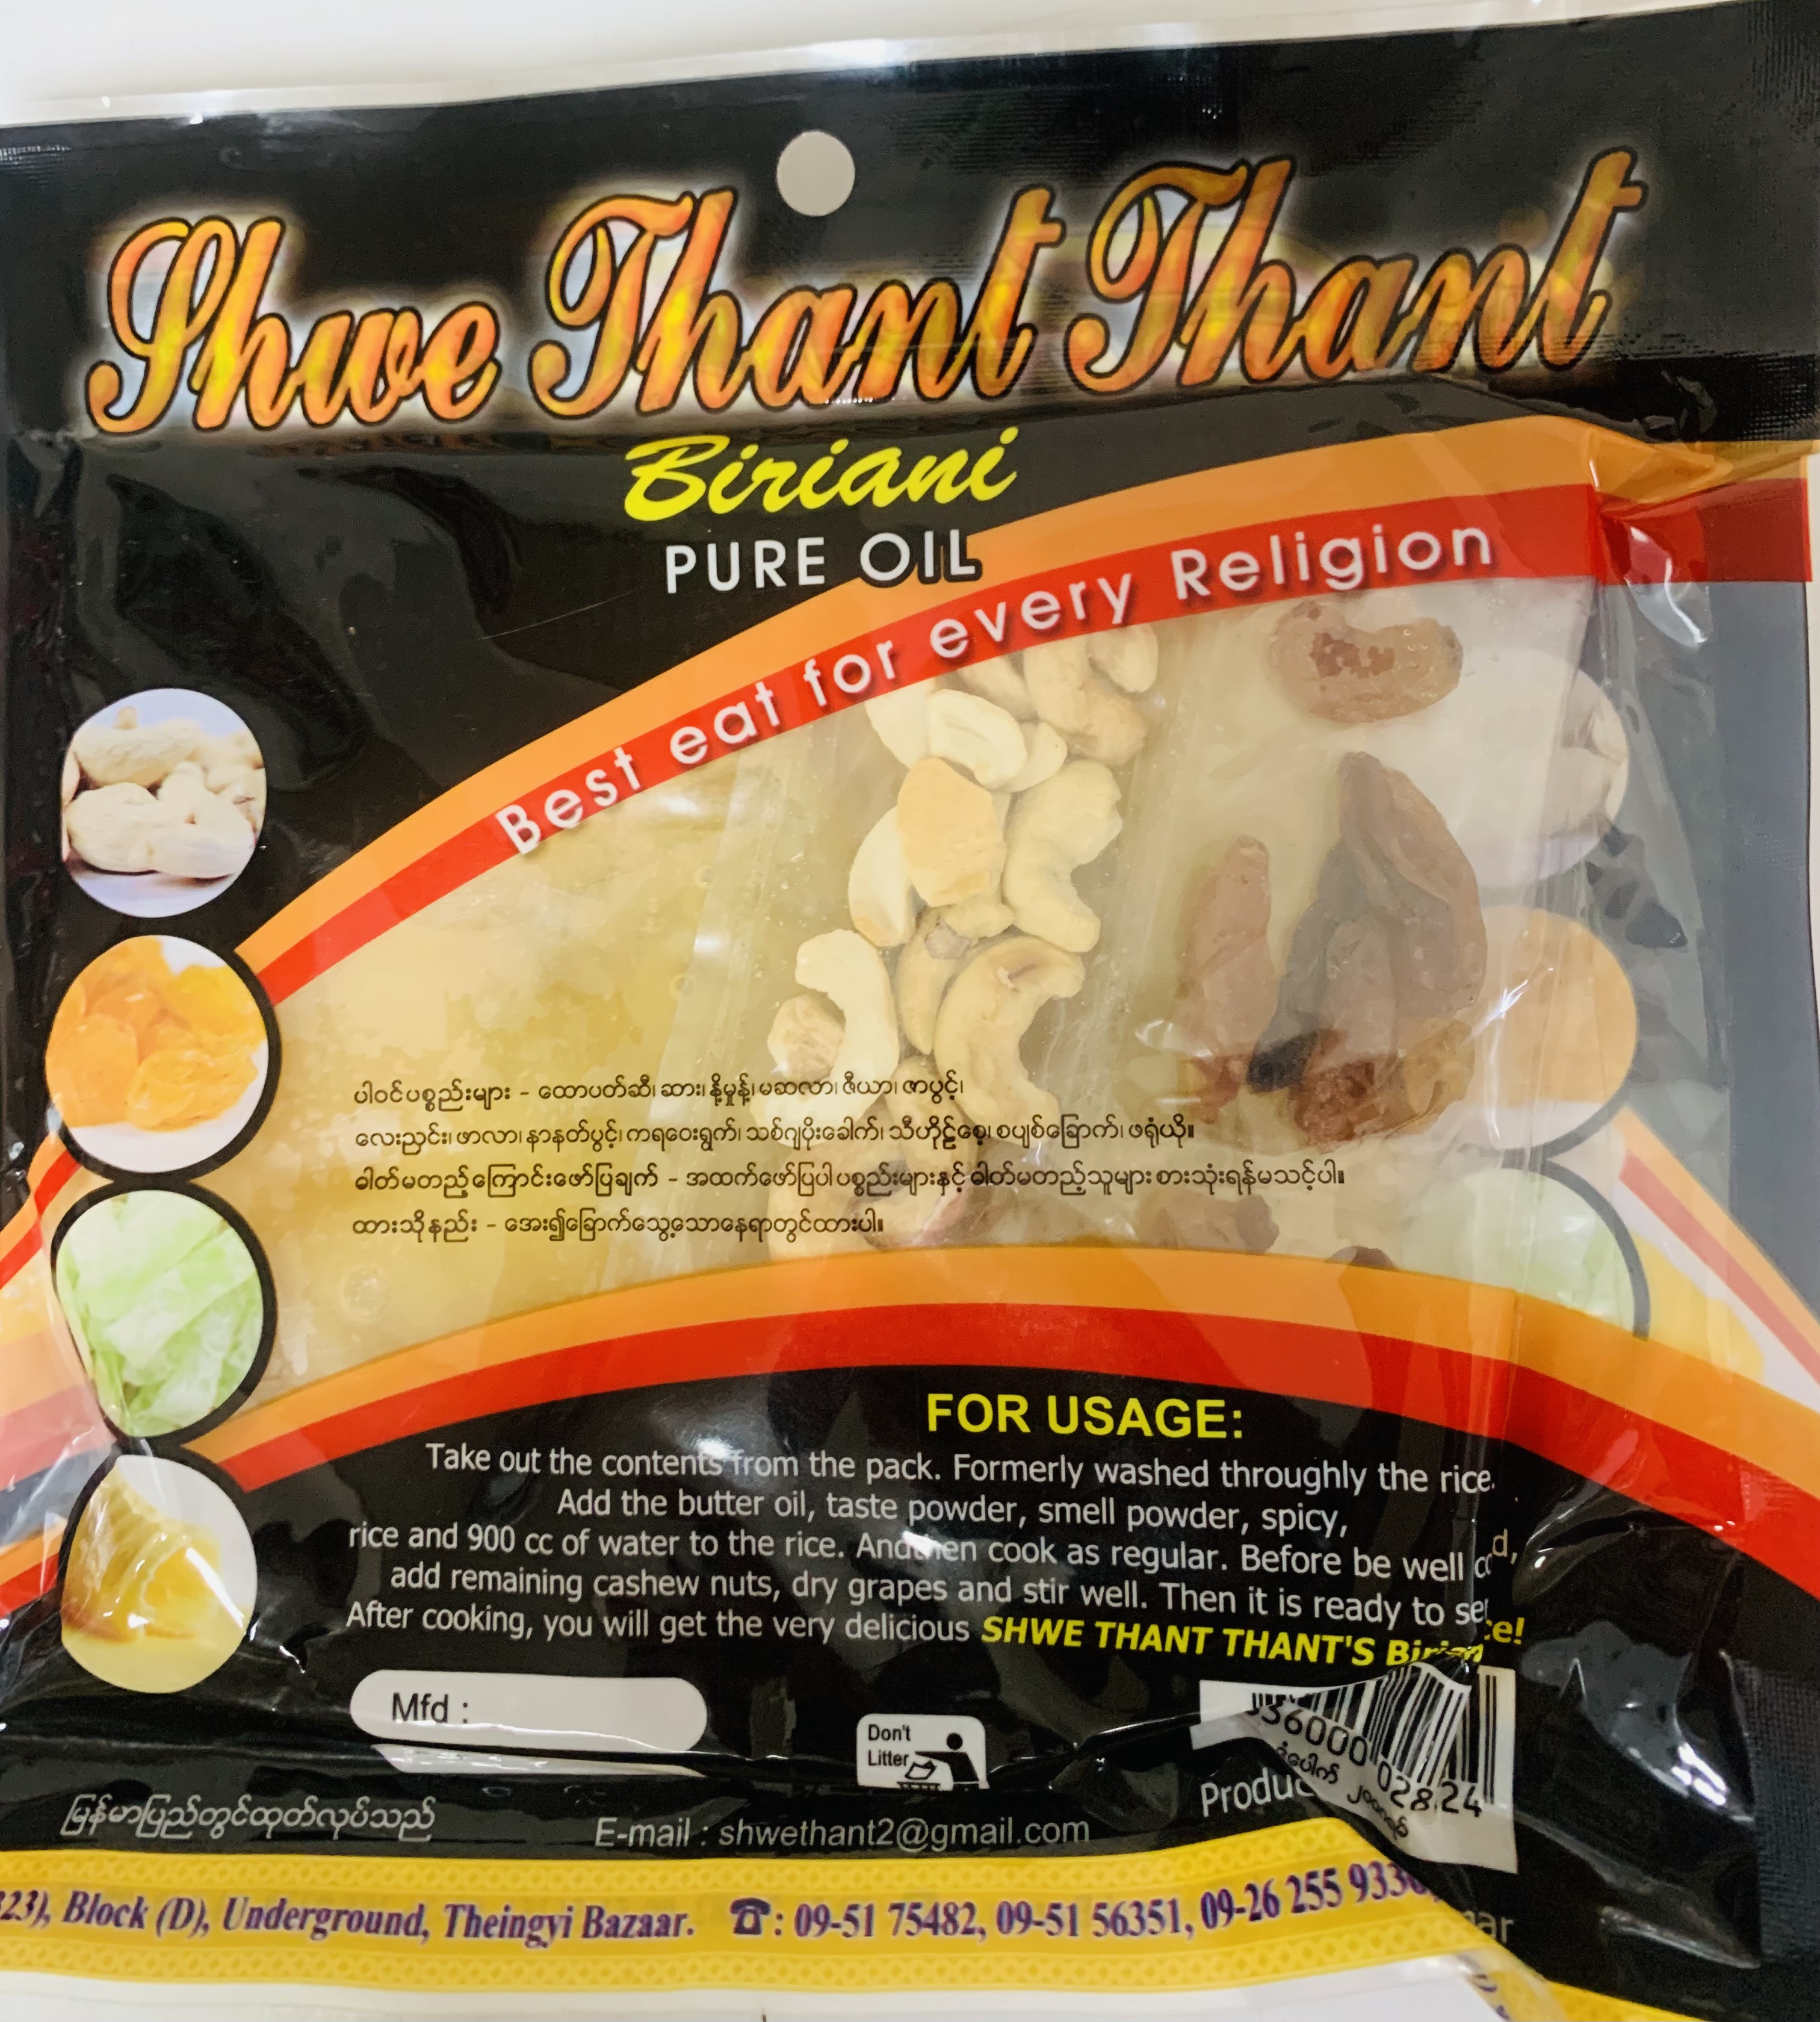 Shwe Thant Thant
Biriani
PURE OIL
Best eat for every Religion
ပါဝင်ပစ္စည်းများ - ထောပတ်ဆီ၊ ဆား၊ နို့မှုန့်၊ မဆလာ၊ ဇီယာ၊ ဇာပွင့်၊
လေးညှင်း၊ ဖာလာ၊ နာနတ်ပွင့်၊ ကရဝေးရွက်၊ သစ်ဂျပိုးခေါက်၊ သီဟိုဠ်စေ့၊ စပျစ်ခြောက်၊ ဖရုံယို။
ဓါတ်မတည့်ကြောင်းဖော်ပြချက် - အထက်ဖော်ပြပါပစ္စည်းများနှင့် ဓါတ်မတည့်သူများ စားသုံးရန်မသင့်ပါ။
ထားသိုနည်း - အေး၍ခြောက်သွေ့သောနေရာတွင်ထားပါ။
FOR USAGE:
Take out the contents from the pack. Formerly washed throughly the rice.
Add the butter oil, taste powder, smell powder, spicy,
rice and 900 cc of water to the rice. And then cook as regular. Before be well
add remaining cashew nuts, dry grapes and stir well. Then it is ready to
After cooking, you will get the very delicious SHWE THANT THANT'S
Mfd :
Don't
Litter
36000 02824
မြန်မာပြည်တွင်ထုတ်လုပ်သည်
E-mail : shwethant2@gmail.com
23), Block (D), Underground, Theingyi Bazaar. ☎: 09-51 75482, 09-51 56351, 09-26 255